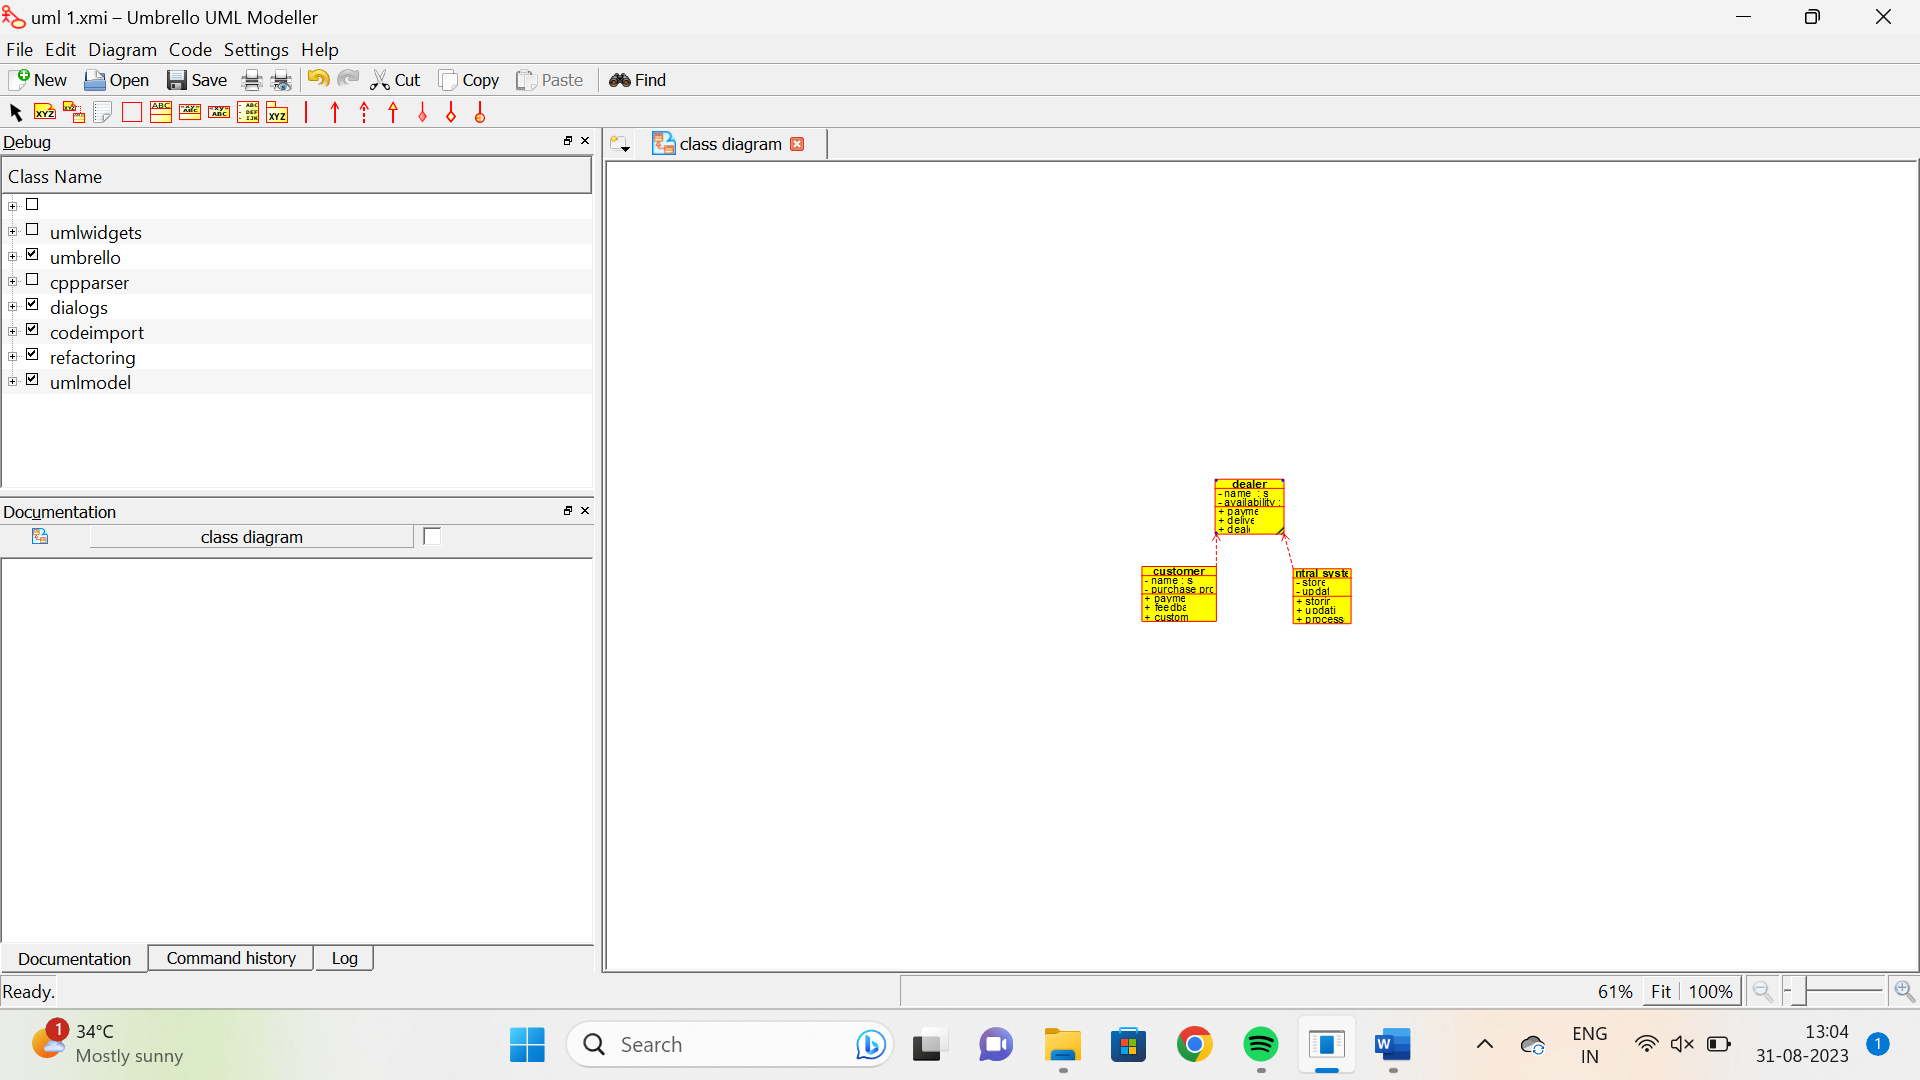 uml 1.xmi – Umbrello UML Modeller
File Edit Diagram Code Settings Help
New Open Save Cut Copy Paste Find
Debug
Class Name
umlwidgets
umbrello
cppparser
dialogs
codeimport
refactoring
umlmodel
Documentation
class diagram
Documentation Command history Log
Ready.
class diagram
dealer
- name : s
- availability :
+ payme
+ delive
+ deale
customer
- name : s
- purchase pro
+ payme
+ feedba
+ custom
ntral syste
- store
- updat
+ storin
+ updati
+ process
61% Fit 100%
1
34°C
Mostly sunny
Search
ENG
IN
13:04
31-08-2023
1